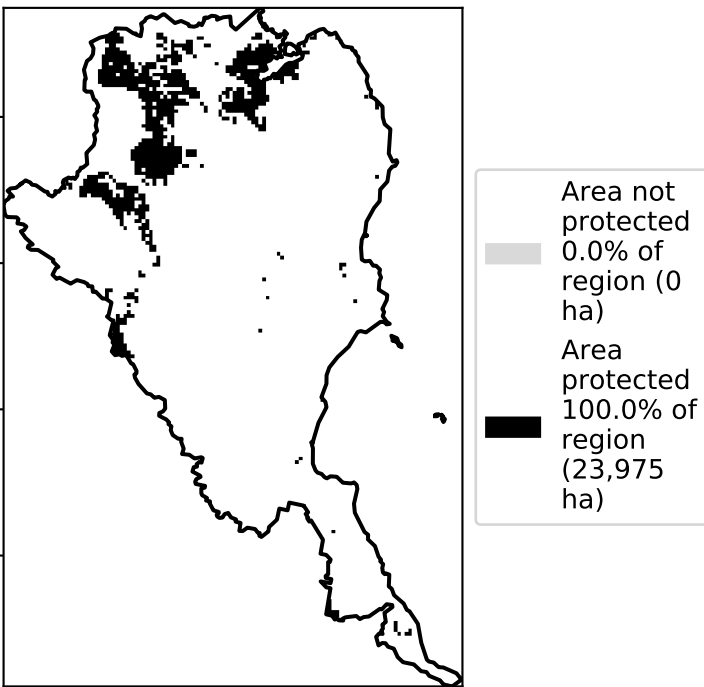 Area not
protected
0.0% of
region (0
ha)
Area
protected
100.0% of
region
(23,975
ha)